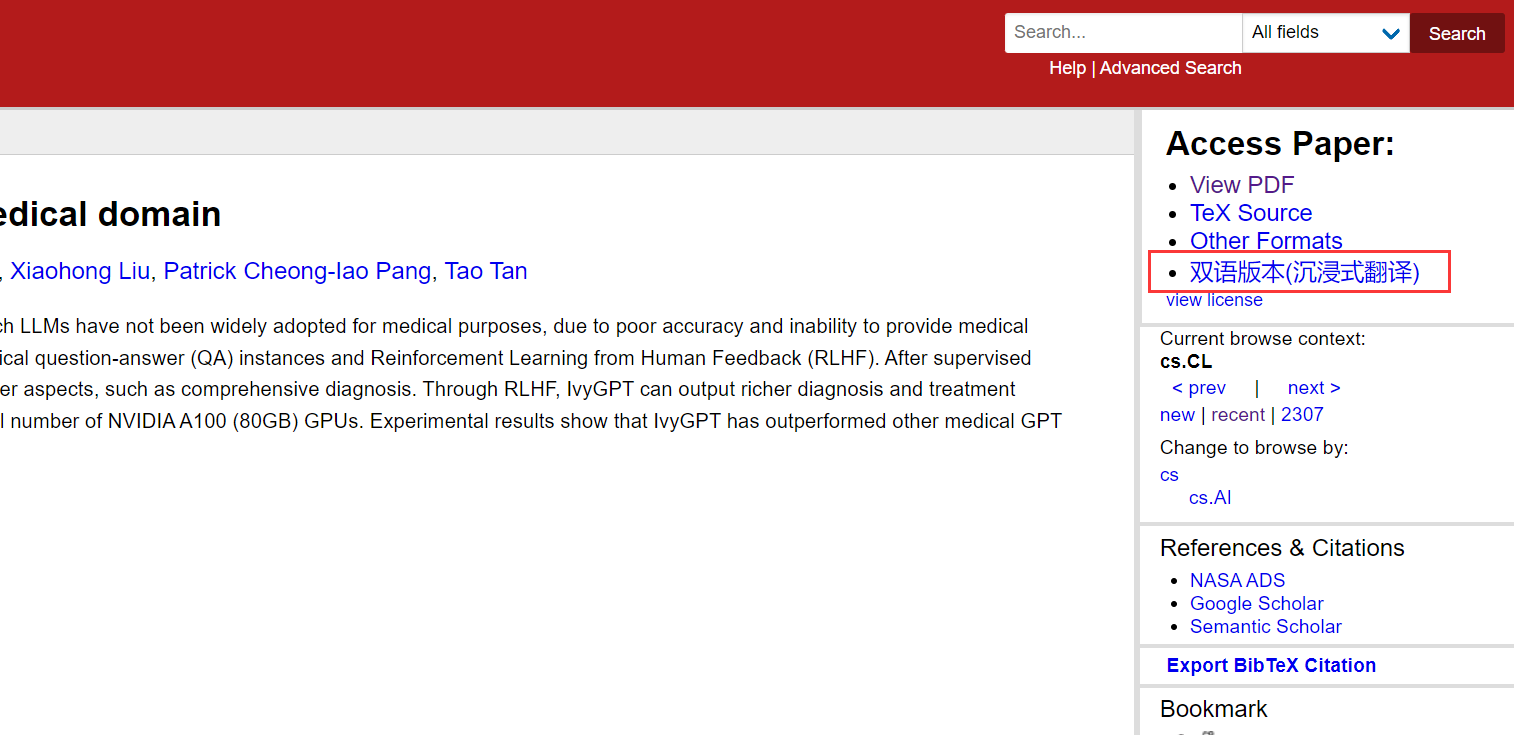 Search...
All fields
Search
Help | Advanced Search
Access Paper:
View PDF
TeX Source
Other Formats
双语版本(沉浸式翻译)
view license
edical domain
, Xiaohong Liu, Patrick Cheong-Iao Pang, Tao Tan
ch LLMs have not been widely adopted for medical purposes, due to poor accuracy and inability to provide medical
ical question-answer (QA) instances and Reinforcement Learning from Human Feedback (RLHF). After supervised
er aspects, such as comprehensive diagnosis. Through RLHF, IvyGPT can output richer diagnosis and treatment
l number of NVIDIA A100 (80GB) GPUs. Experimental results show that IvyGPT has outperformed other medical GPT
Current browse context:
cs.CL
< prev | next >
new | recent | 2307
Change to browse by:
cs
cs.AI
References & Citations
NASA ADS
Google Scholar
Semantic Scholar
Export BibTeX Citation
Bookmark